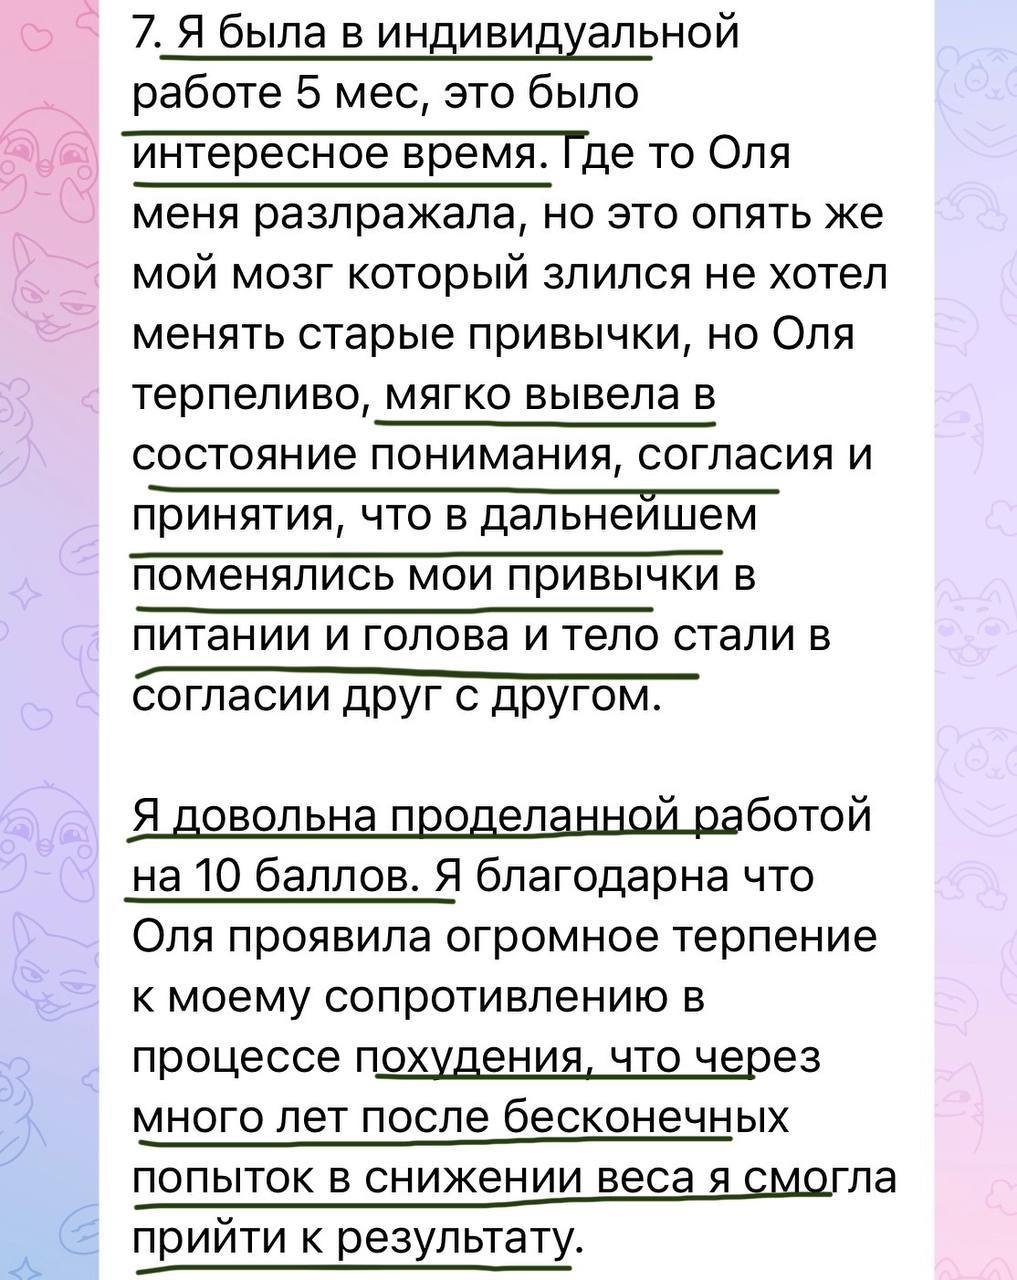 7. Я была в индивидуальной
работе 5 мес, это было
интересное время. Где то Оля
меня разлражала, но это опять же
мой мозг который злился не хотел
менять старые привычки, но Оля
терпеливо, мягко вывела в
состояние понимания, согласия и
принятия, что в дальнейшем
поменялись мои привычки в
питании и голова и тело стали в
согласии друг с другом.
Я довольна проделанной работой
на 10 баллов. Я благодарна что
Оля проявила огромное терпение
к моему сопротивлению в
процессе похудения, что через
много лет после бесконечных
попыток в снижении веса я смогла
прийти к результату.